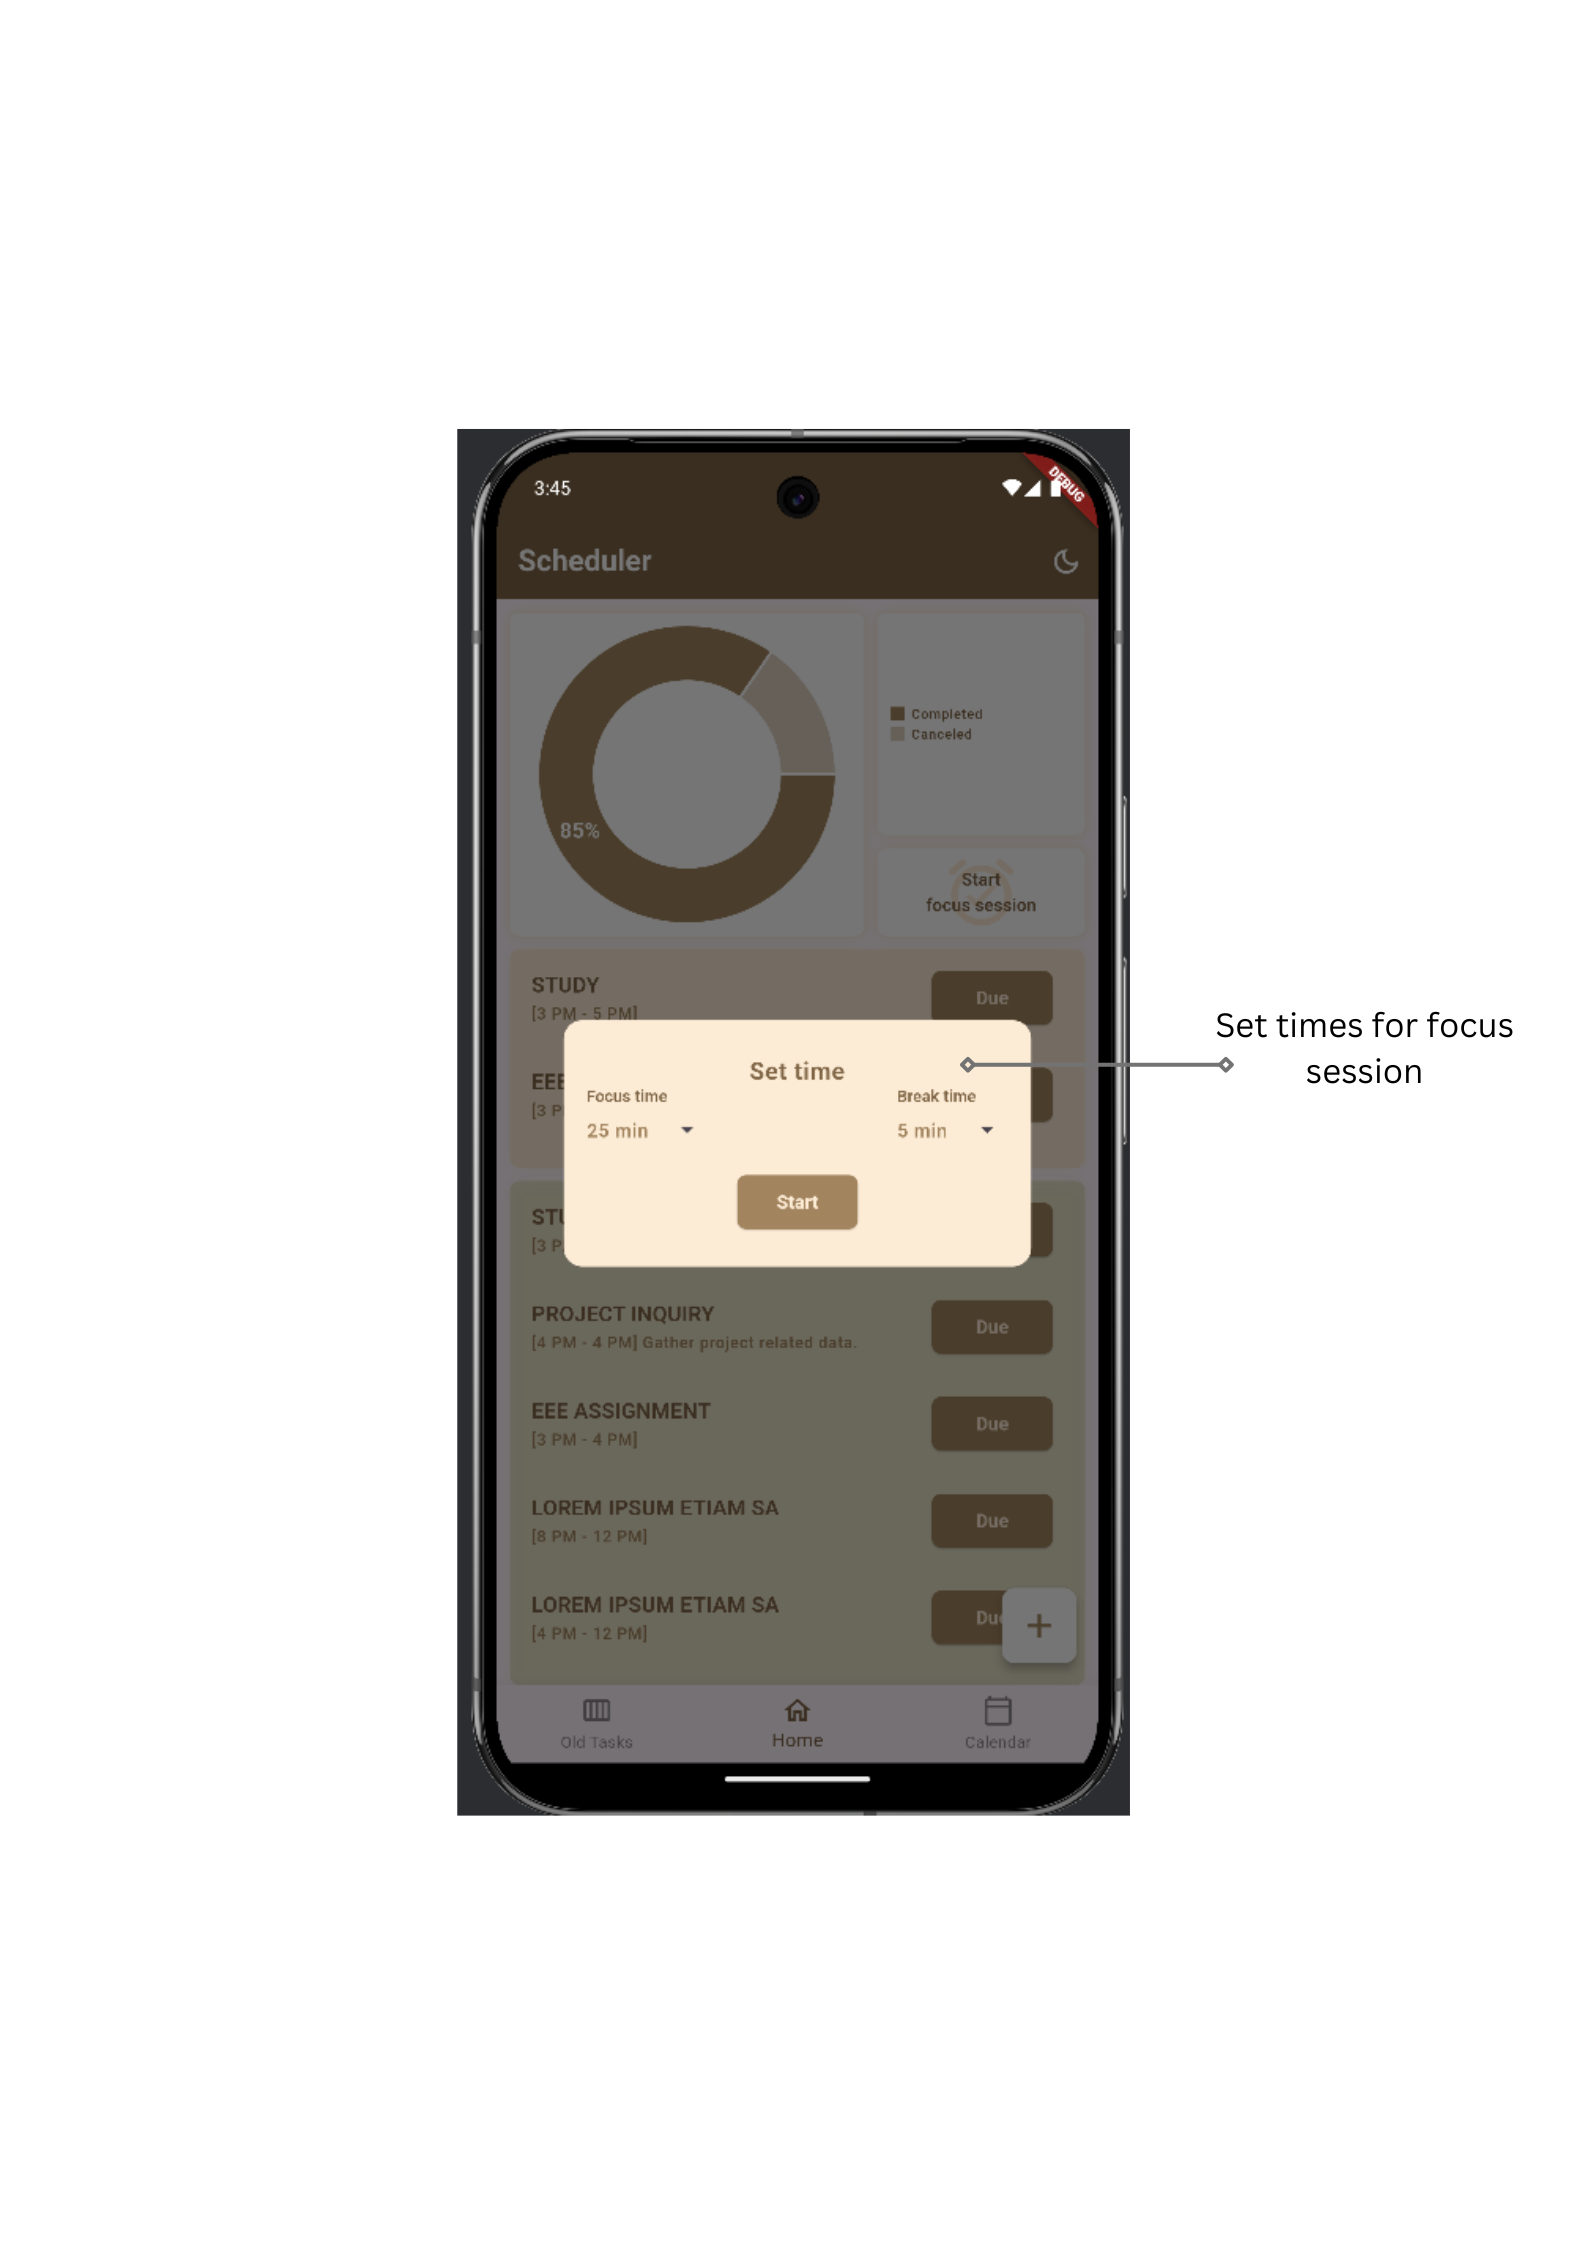 3:45
DEBUG
Scheduler
Completed
Canceled
85%
Start
focus session
STUDY
[3 PM - 5 PM]
Due
Set times for focus
session
Set time
EEE
Focus time
Break time
[3 P
25 min
5 min
Start
STU
[3 P
PROJECT INQUIRY
[4 PM - 4 PM] Gather project related data.
Due
EEE ASSIGNMENT
[3 PM - 4 PM]
Due
LOREM IPSUM ETIAM SA
[8 PM - 12 PM]
Due
LOREM IPSUM ETIAM SA
[4 PM - 12 PM]
Due
Old Tasks
Home
Calendar